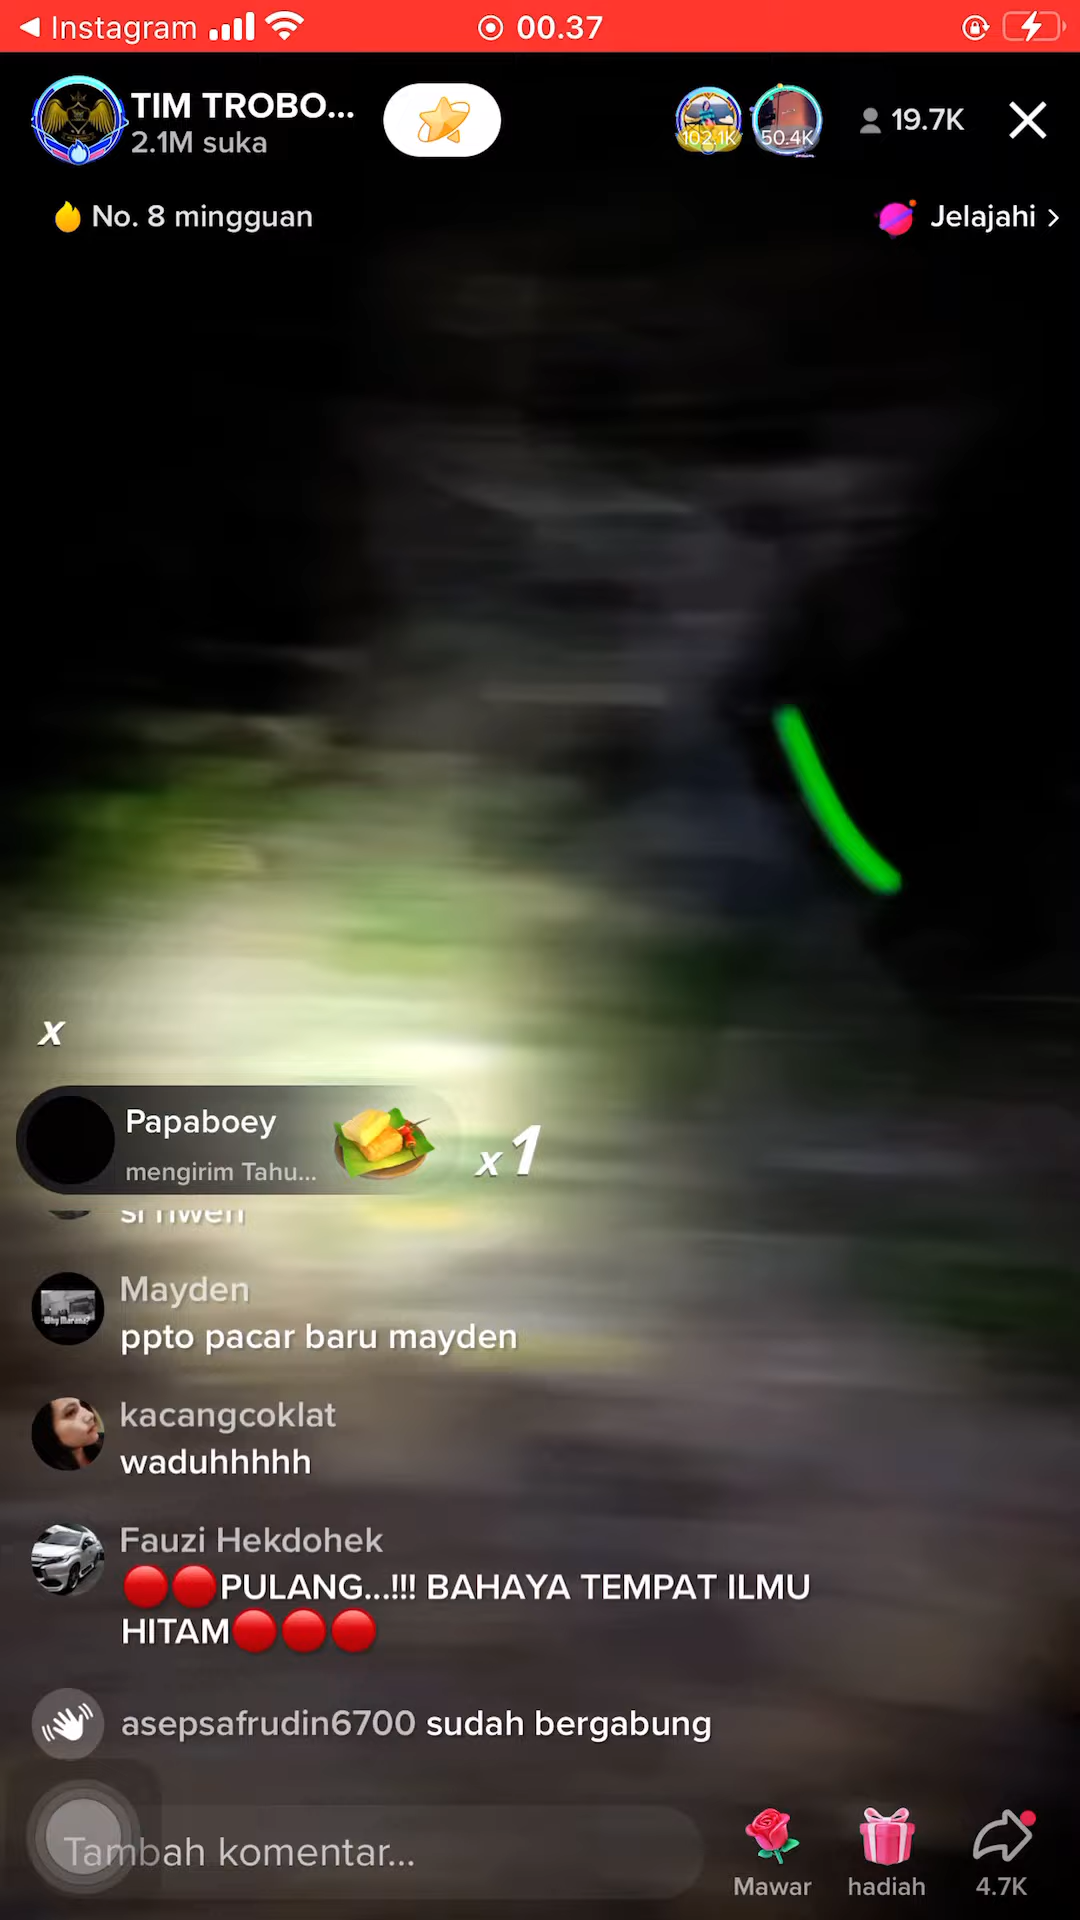 Instagram
00.37
TIM TROBO...
2.1M suka
102.1K
50.4K
19.7K
No. 8 mingguan
Jelajahi
x
Papaboey
mengirim Tahu...
x1
Mayden
ppto pacar baru mayden
kacangcoklat
waduhhhhh
Fauzi Hekdohek
🔴🔴PULANG...!!! BAHAYA TEMPAT ILMU
HITAM🔴🔴🔴
asepsafrudin6700 sudah bergabung
Tambah komentar...
Mawar
hadiah
4.7K